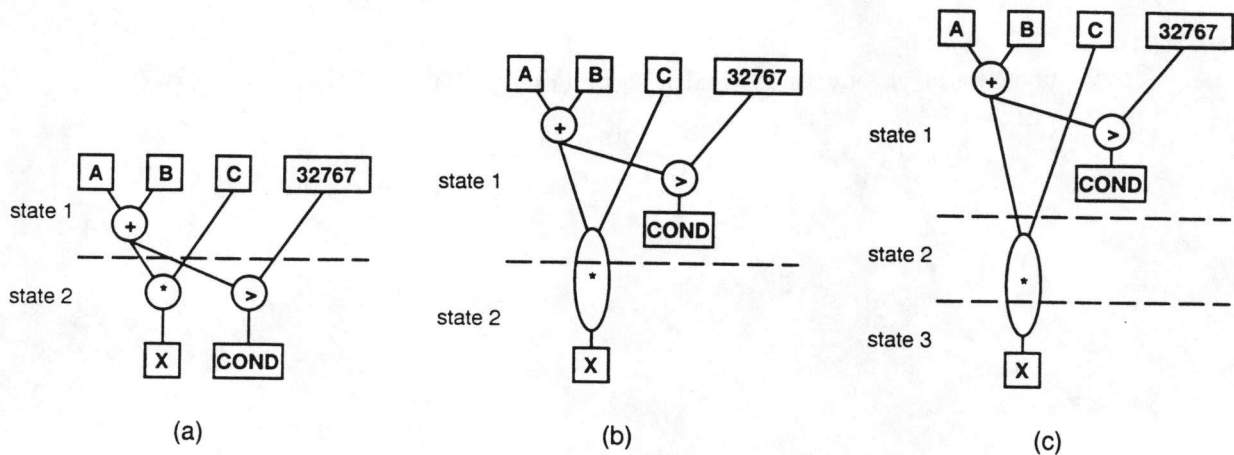 A B C 32767
state 1
+
state 2
* >
X COND
(a)
A B C 32767
+
state 1
>
COND
*
state 2
X
(b)
A B C 32767
+
state 1
>
COND
state 2
*
state 3
X
(c)